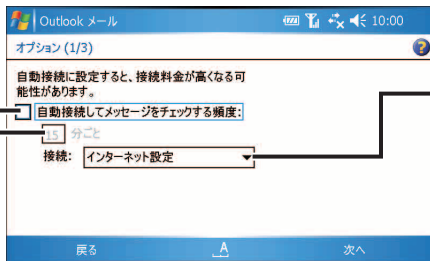 Outlook メール 10:00
オプション (1/3)
自動接続に設定すると、接続料金が高くなる可
能性があります。
自動接続してメッセージをチェックする頻度:
15 分ごと
接続: インターネット設定
戻る A 次へ